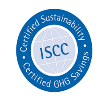 Certified Sustainability
ISCC
Certified GHG Savings